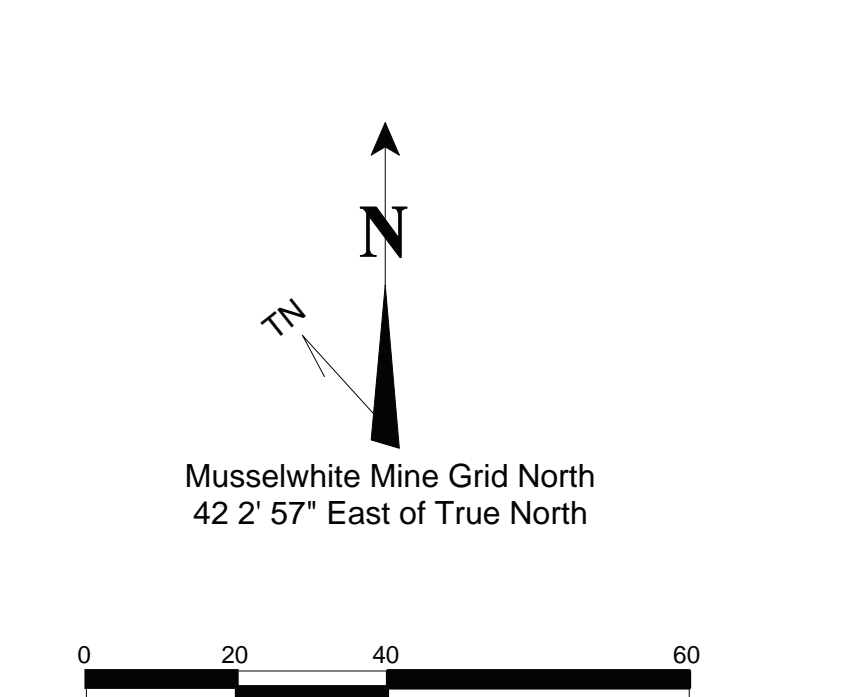 N
TN
Musselwhite Mine Grid North
42 2' 57" East of True North
0 20 40 60